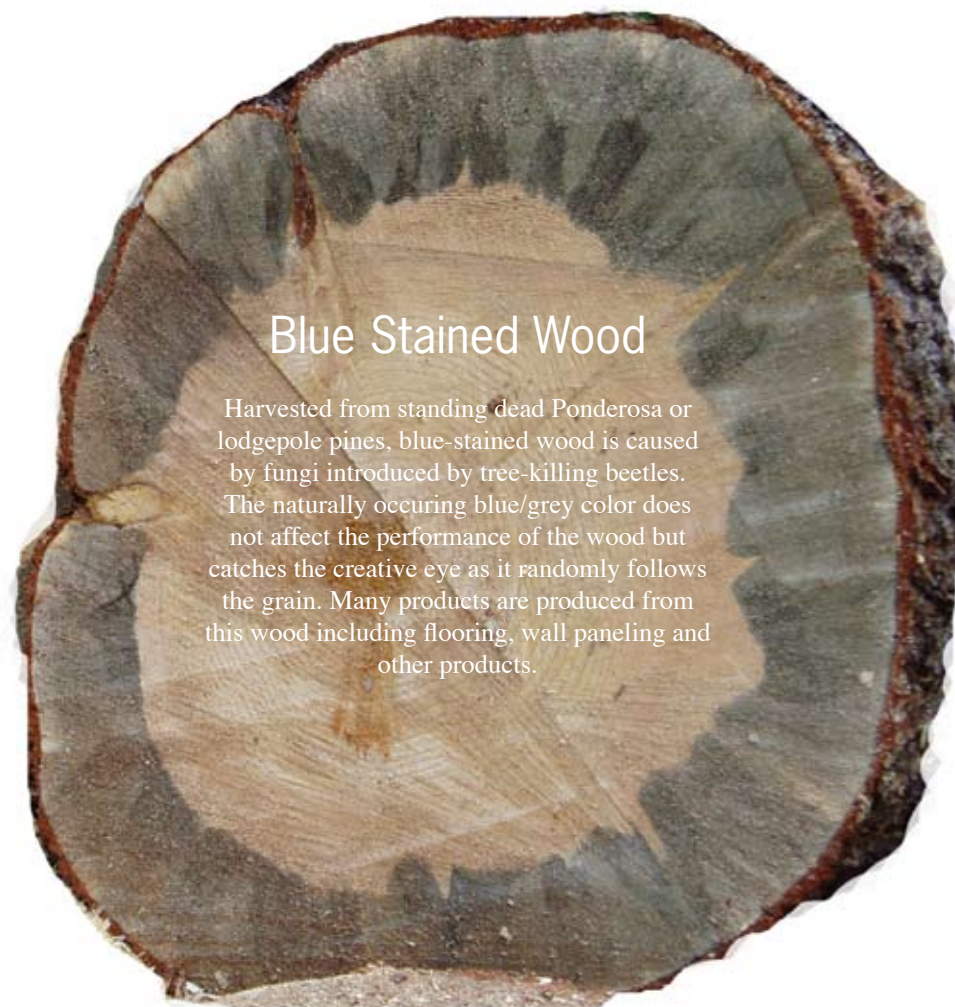 Blue Stained Wood
Harvested from standing dead Ponderosa or
lodgepole pines, blue-stained wood is caused
by fungi introduced by tree-killing beetles.
The naturally occuring blue/grey color does
not affect the performance of the wood but
catches the creative eye as it randomly follows
the grain. Many products are produced from
this wood including flooring, wall paneling and
other products.